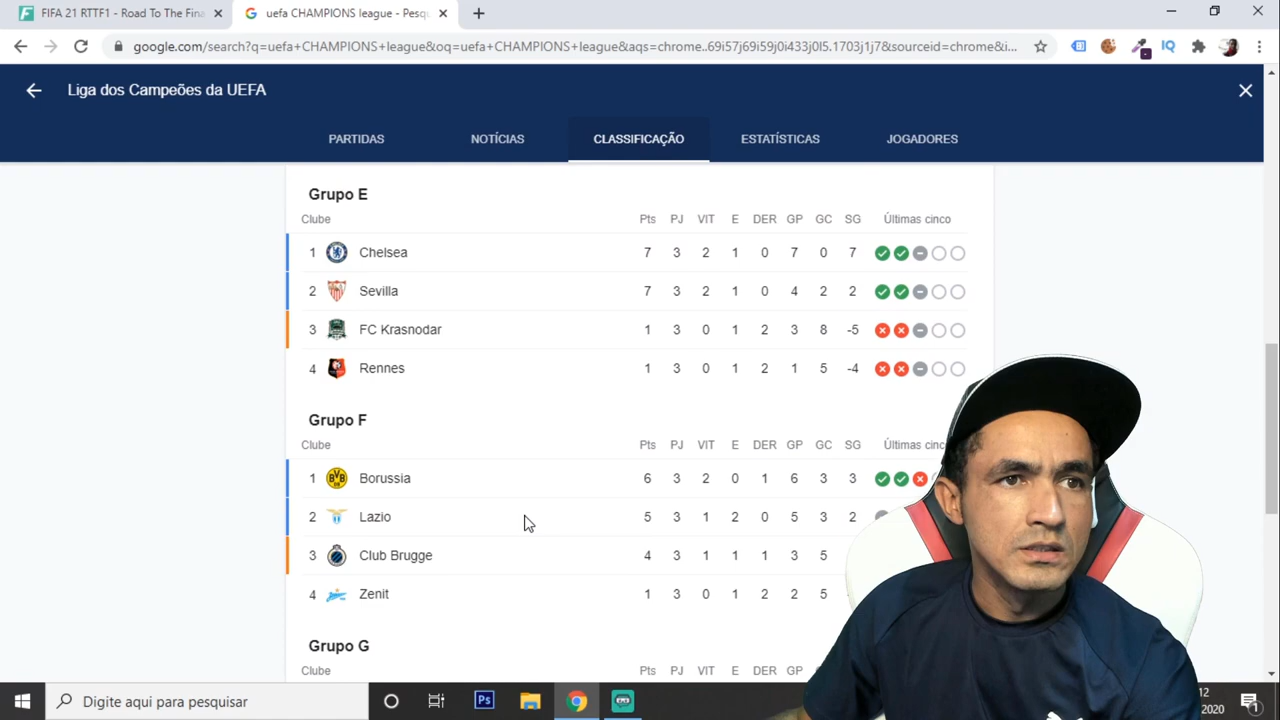 FIFA 21 RTTF1 - Road To The Fina
uefa CHAMPIONS league - Pesqu
google.com/search?q=uefa+CHAMPIONS+league&oq=uefa+CHAMPIONS+league&aqs=chrome..69i57j69i59j0i433j0l5.1703j1j7&sourceid=chrome&i...
Liga dos Campeões da UEFA
PARTIDAS NOTÍCIAS CLASSIFICAÇÃO ESTATÍSTICAS JOGADORES
Grupo E
Clube Pts PJ VIT E DER GP GC SG Últimas cinco
1 Chelsea 7 3 2 1 0 7 0 7
2 Sevilla 7 3 2 1 0 4 2 2
3 FC Krasnodar 1 3 0 1 2 3 8 -5
4 Rennes 1 3 0 1 2 1 5 -4
Grupo F
Clube Pts PJ VIT E DER GP GC SG Últimas cinco
1 Borussia 6 3 2 0 1 6 3 3
2 Lazio 5 3 1 2 0 5 3 2
3 Club Brugge 4 3 1 1 1 3 5
4 Zenit 1 3 0 1 2 2 5
Grupo G
Clube Pts PJ VIT E DER GP GC
Digite aqui para pesquisar
Ps
IQ
12
2020
1